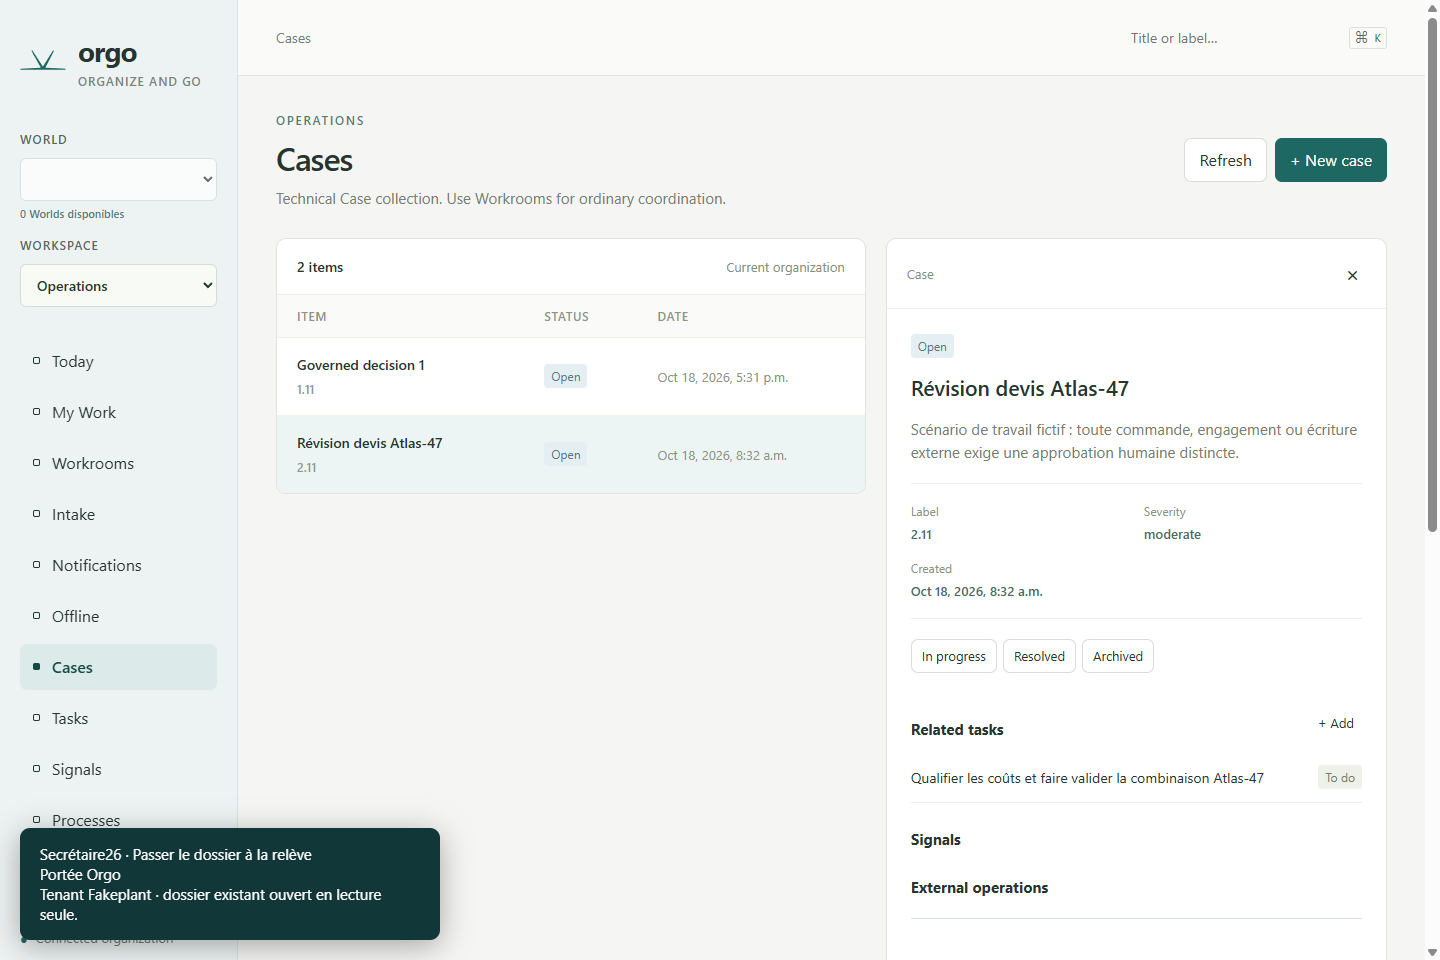 orgo
ORGANIZE AND GO
WORLD
0 Worlds disponibles
WORKSPACE
Operations
Today
My Work
Workrooms
Intake
Notifications
Offline
Cases
Tasks
Signals
Processes
Secrétaire26 · Passer le dossier à la relève
Portée Orgo
Tenant Fakeplant · dossier existant ouvert en lecture
seule.
Connected organization
Cases
Title or label...
⌘ K
OPERATIONS
Cases
Technical Case collection. Use Workrooms for ordinary coordination.
Refresh
+ New case
2 items
Current organization
ITEM STATUS DATE
Governed decision 1
1.11
Open
Oct 18, 2026, 5:31 p.m.
Révision devis Atlas-47
2.11
Open
Oct 18, 2026, 8:32 a.m.
Case
×
Open
Révision devis Atlas-47
Scénario de travail fictif : toute commande, engagement ou écriture
externe exige une approbation humaine distincte.
Label
2.11
Severity
moderate
Created
Oct 18, 2026, 8:32 a.m.
In progress
Resolved
Archived
Related tasks
+ Add
Qualifier les coûts et faire valider la combinaison Atlas-47
To do
Signals
External operations